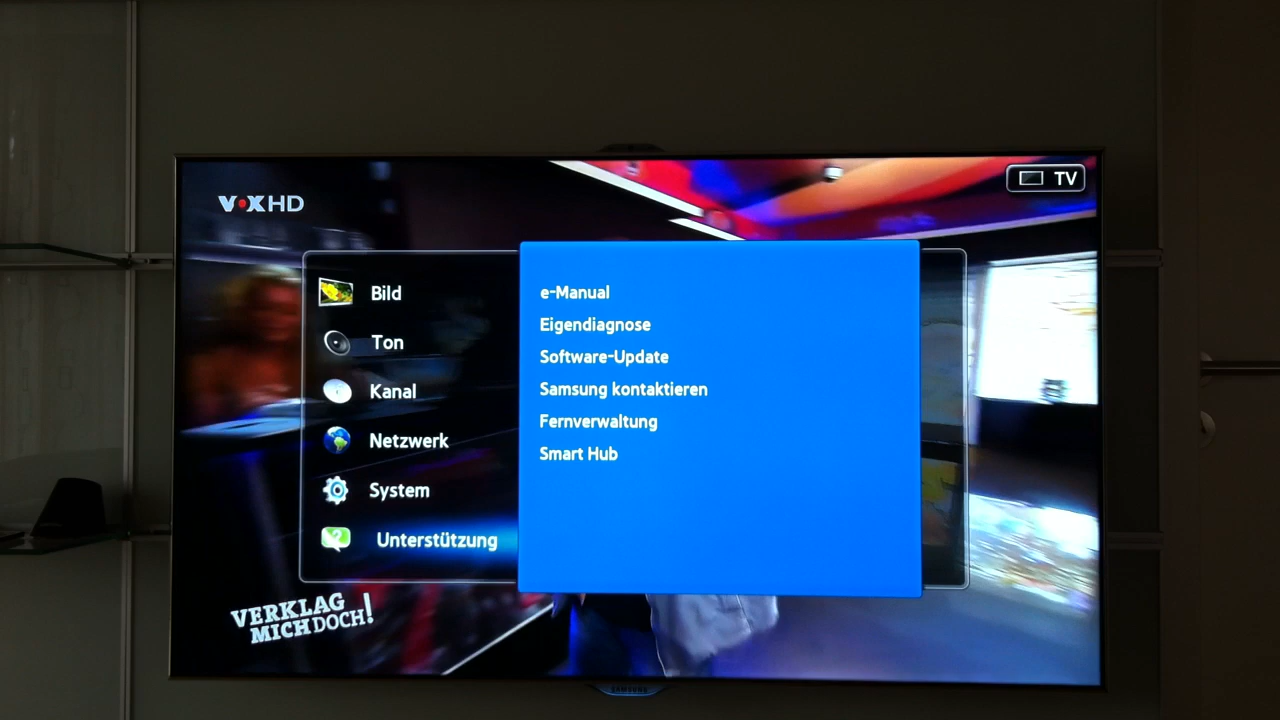 VOXHD
TV
Bild
Ton
Kanal
Netzwerk
System
Unterstützung
e-Manual
Eigendiagnose
Software-Update
Samsung kontaktieren
Fernverwaltung
Smart Hub
VERKLAG
MICH DOCH!
SAMSUNG